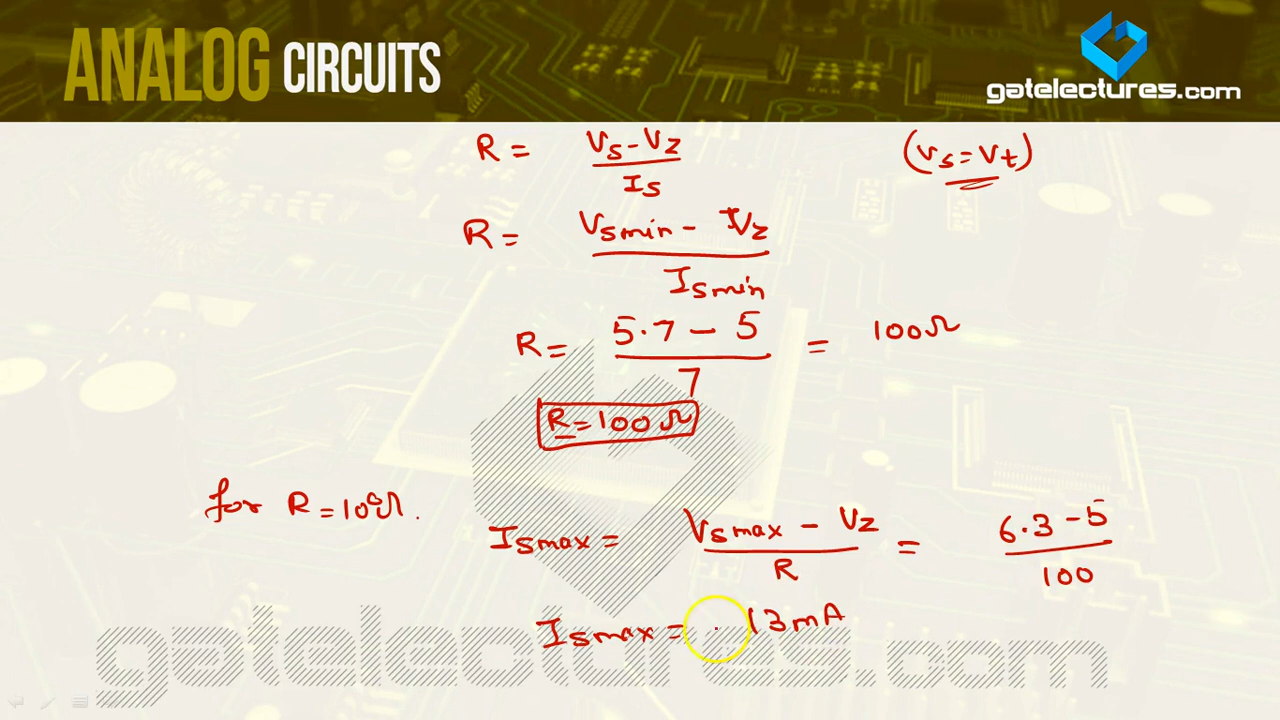 ANALOG CIRCUITS
gatelectures.com
R = Vs - Vz / Is (Vs = Vt)
R = Vsmin - Vz / Ismin
R = 5.7 - 5 / 7 = 100Ω
R = 100Ω
for R = 100Ω.
Ismax = Vsmax - Vz / R = 6.3 - 5 / 100
Ismax = 13mA
gatelectures.com